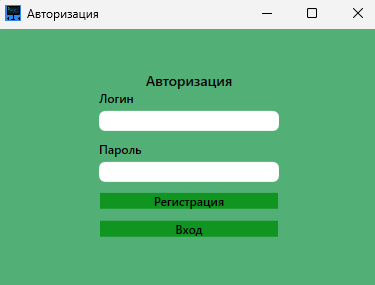 Авторизация
Авторизация
Логин
Пароль
Регистрация
Вход